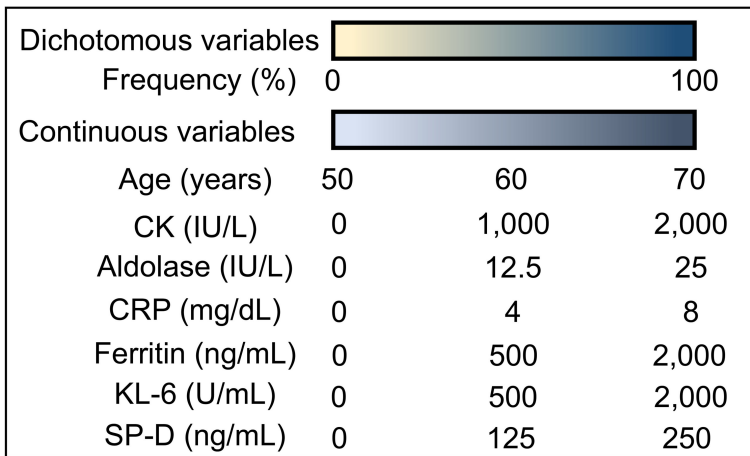 Dichotomous variables
Frequency (%) 0 100
Continuous variables
Age (years) 50 60 70
CK (IU/L) 0 1,000 2,000
Aldolase (IU/L) 0 12.5 25
CRP (mg/dL) 0 4 8
Ferritin (ng/mL) 0 500 2,000
KL-6 (U/mL) 0 500 2,000
SP-D (ng/mL) 0 125 250